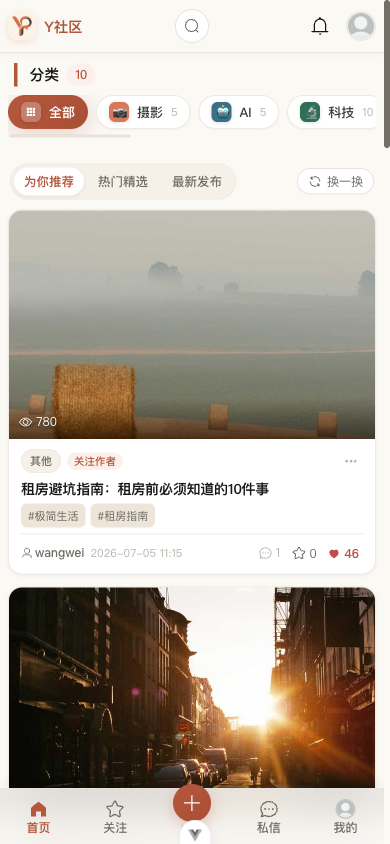 Y社区
分类 10
全部 摄影 5 AI 5 科技 10
为你推荐 热门精选 最新发布 换一换
780
其他 关注作者
租房避坑指南：租房前必须知道的10件事
#极简生活 #租房指南
wangwei 2026-07-05 11:15 1 0 46
首页 关注 私信 我的